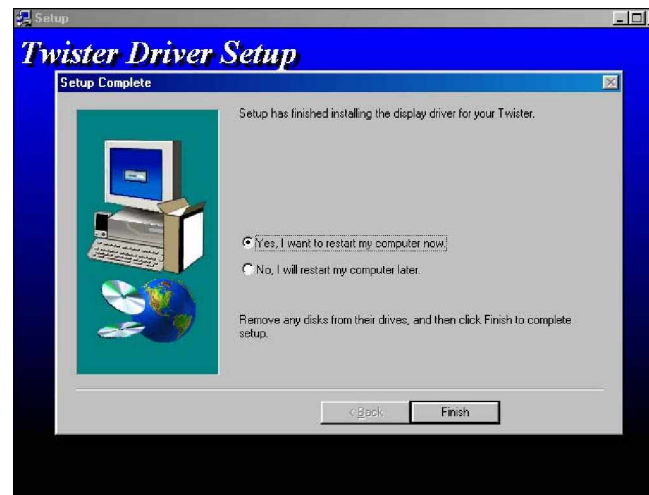 Setup
Twister Driver Setup
Setup Complete
Setup has finished installing the display driver for your Twister.
Yes, I want to restart my computer now.
No, I will restart my computer later.
Remove any disks from their drives, and then click Finish to complete
setup.
< Back
Finish